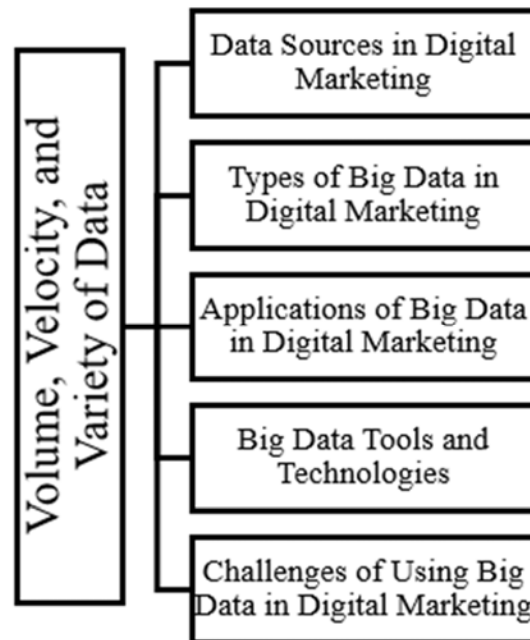 Volume, Velocity, and
Variety of Data
Data Sources in Digital
Marketing
Types of Big Data in
Digital Marketing
Applications of Big Data
in Digital Marketing
Big Data Tools and
Technologies
Challenges of Using Big
Data in Digital Marketing